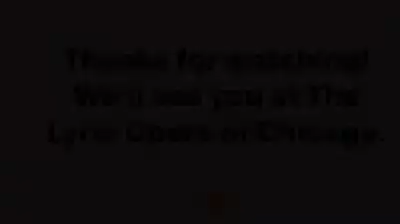 Thanks for watching!
We'll see you at The
Lyric Opera of Chicago.